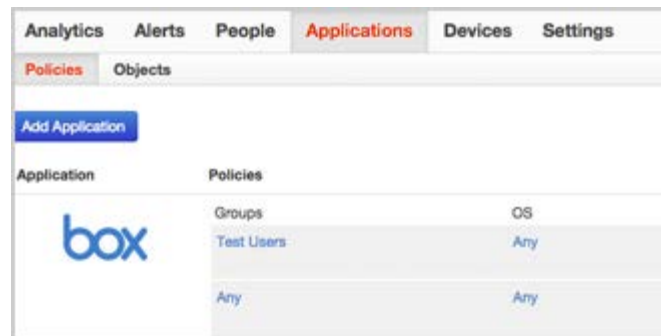 Analytics Alerts People Applications Devices Settings
Policies Objects
Add Application
Application Policies
box
Groups OS
Test Users Any
Any Any